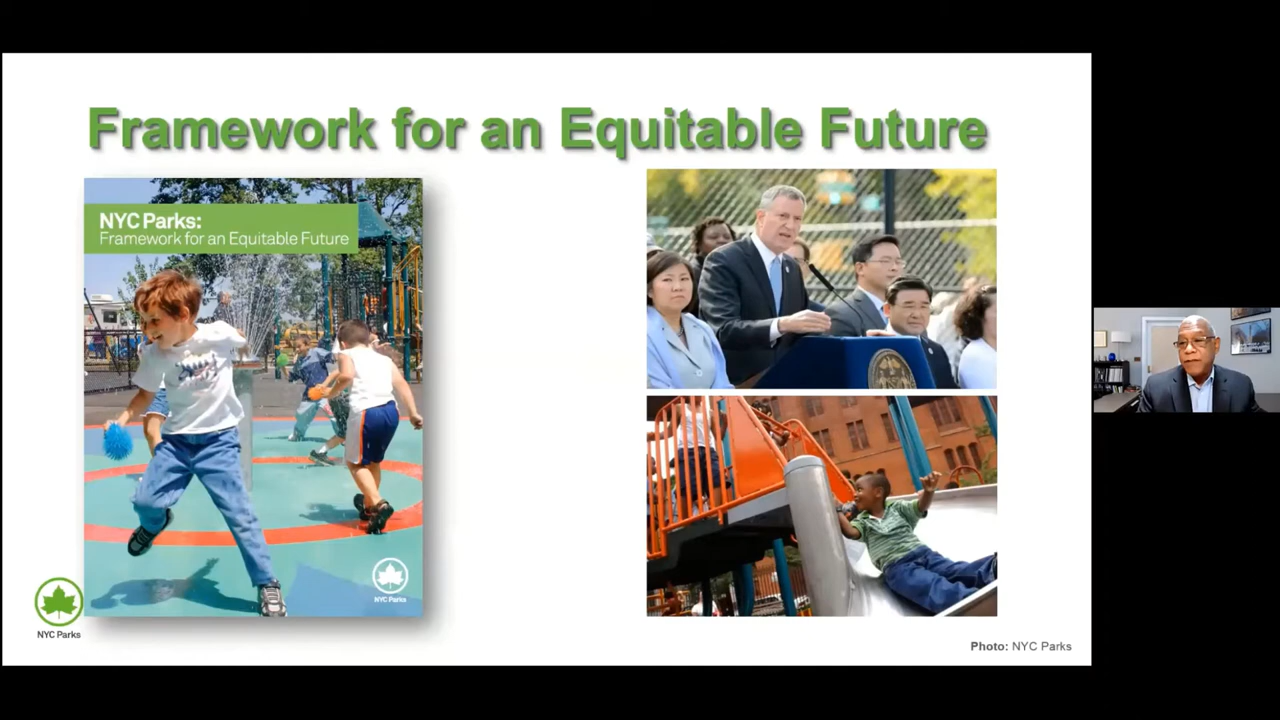 Framework for an Equitable Future
NYC Parks:
Framework for an Equitable Future
NYC Parks
NYC Parks
Photo: NYC Parks